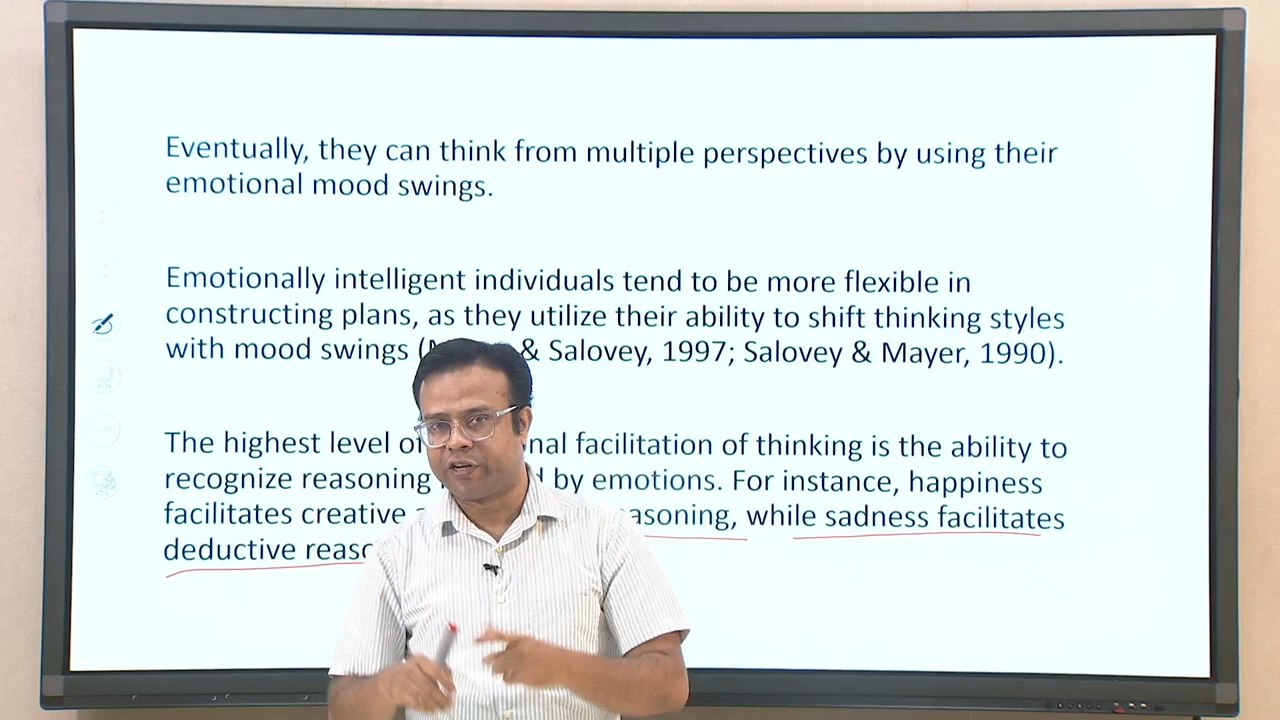 Eventually, they can think from multiple perspectives by using their
emotional mood swings.
Emotionally intelligent individuals tend to be more flexible in
constructing plans, as they utilize their ability to shift thinking styles
with mood swings ( & Salovey, 1997; Salovey & Mayer, 1990).
The highest level of facilitation of thinking is the ability to
recognize reasoning by emotions. For instance, happiness
facilitates creative while sadness facilitates
deductive